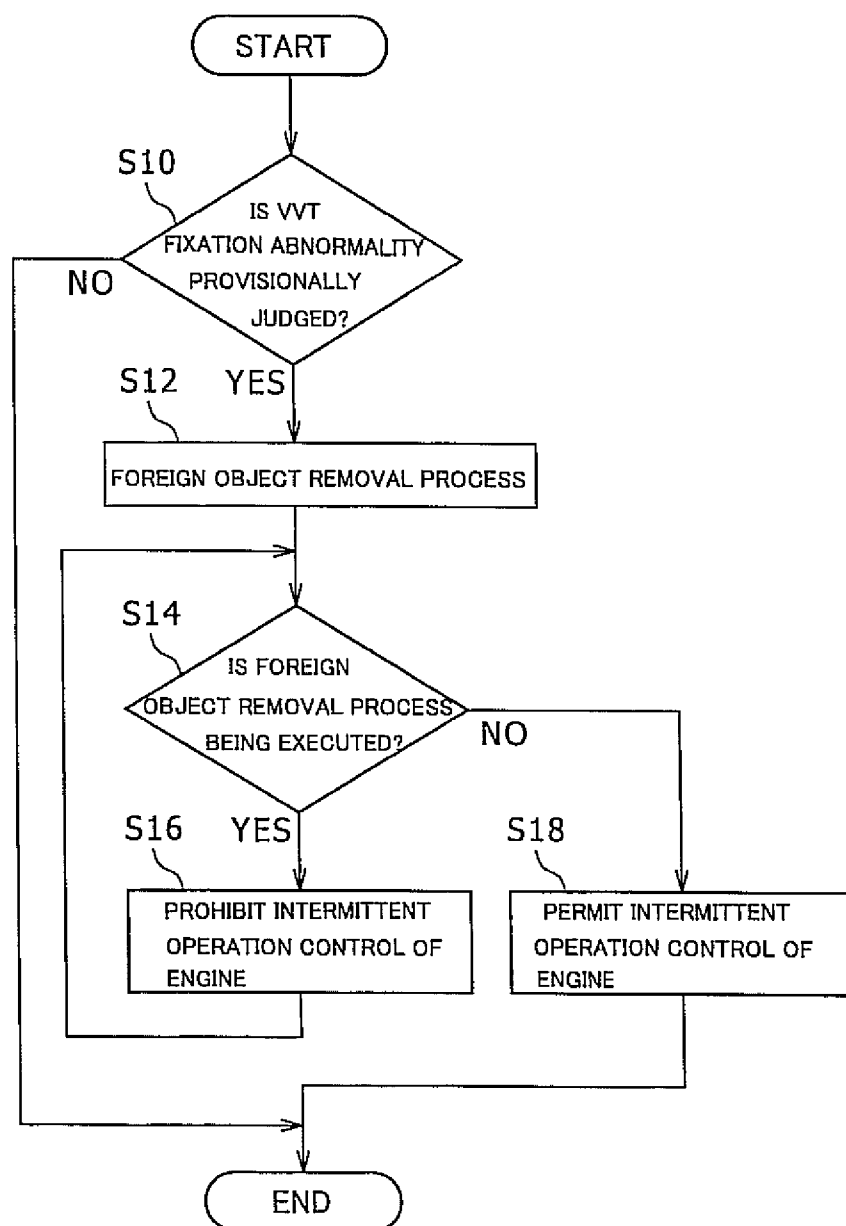 START
S10
IS VVT
FIXATION ABNORMALITY
PROVISIONALLY
JUDGED?
NO
YES
S12
FOREIGN OBJECT REMOVAL PROCESS
S14
IS FOREIGN
OBJECT REMOVAL PROCESS
BEING EXECUTED?
NO
YES
S16
PROHIBIT INTERMITTENT
OPERATION CONTROL OF
ENGINE
S18
PERMIT INTERMITTENT
OPERATION CONTROL OF
ENGINE
END